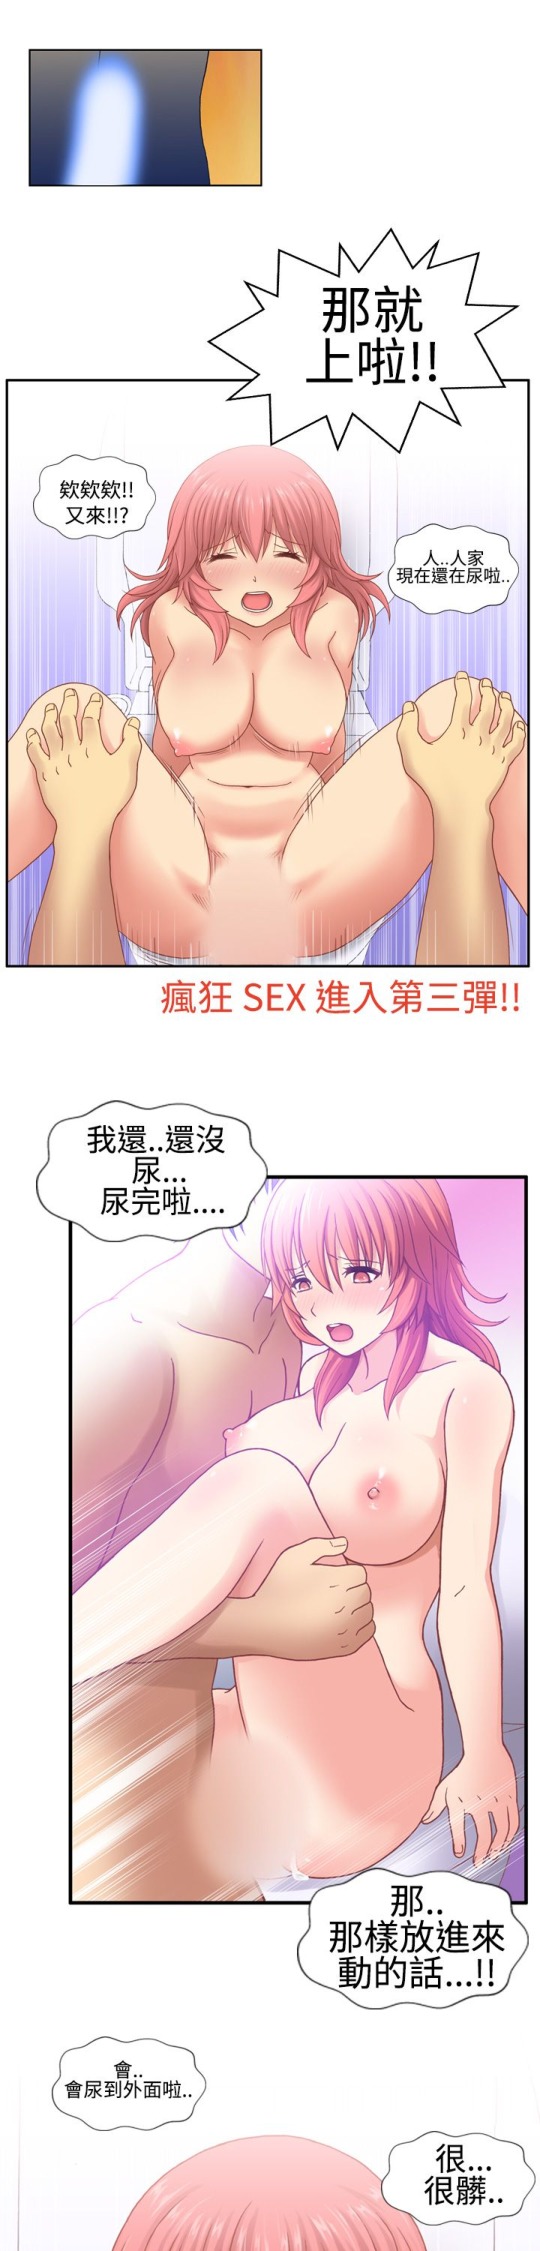 那就
上啦!!
欸欸欸!!
又來!!?
人..人家
現在還在尿啦..
瘋狂 SEX 進入第三彈!!
我還..還沒
尿...
尿完啦....
那..
那樣放進來
動的話...!!
會..
會尿到外面啦..
很...
很髒..